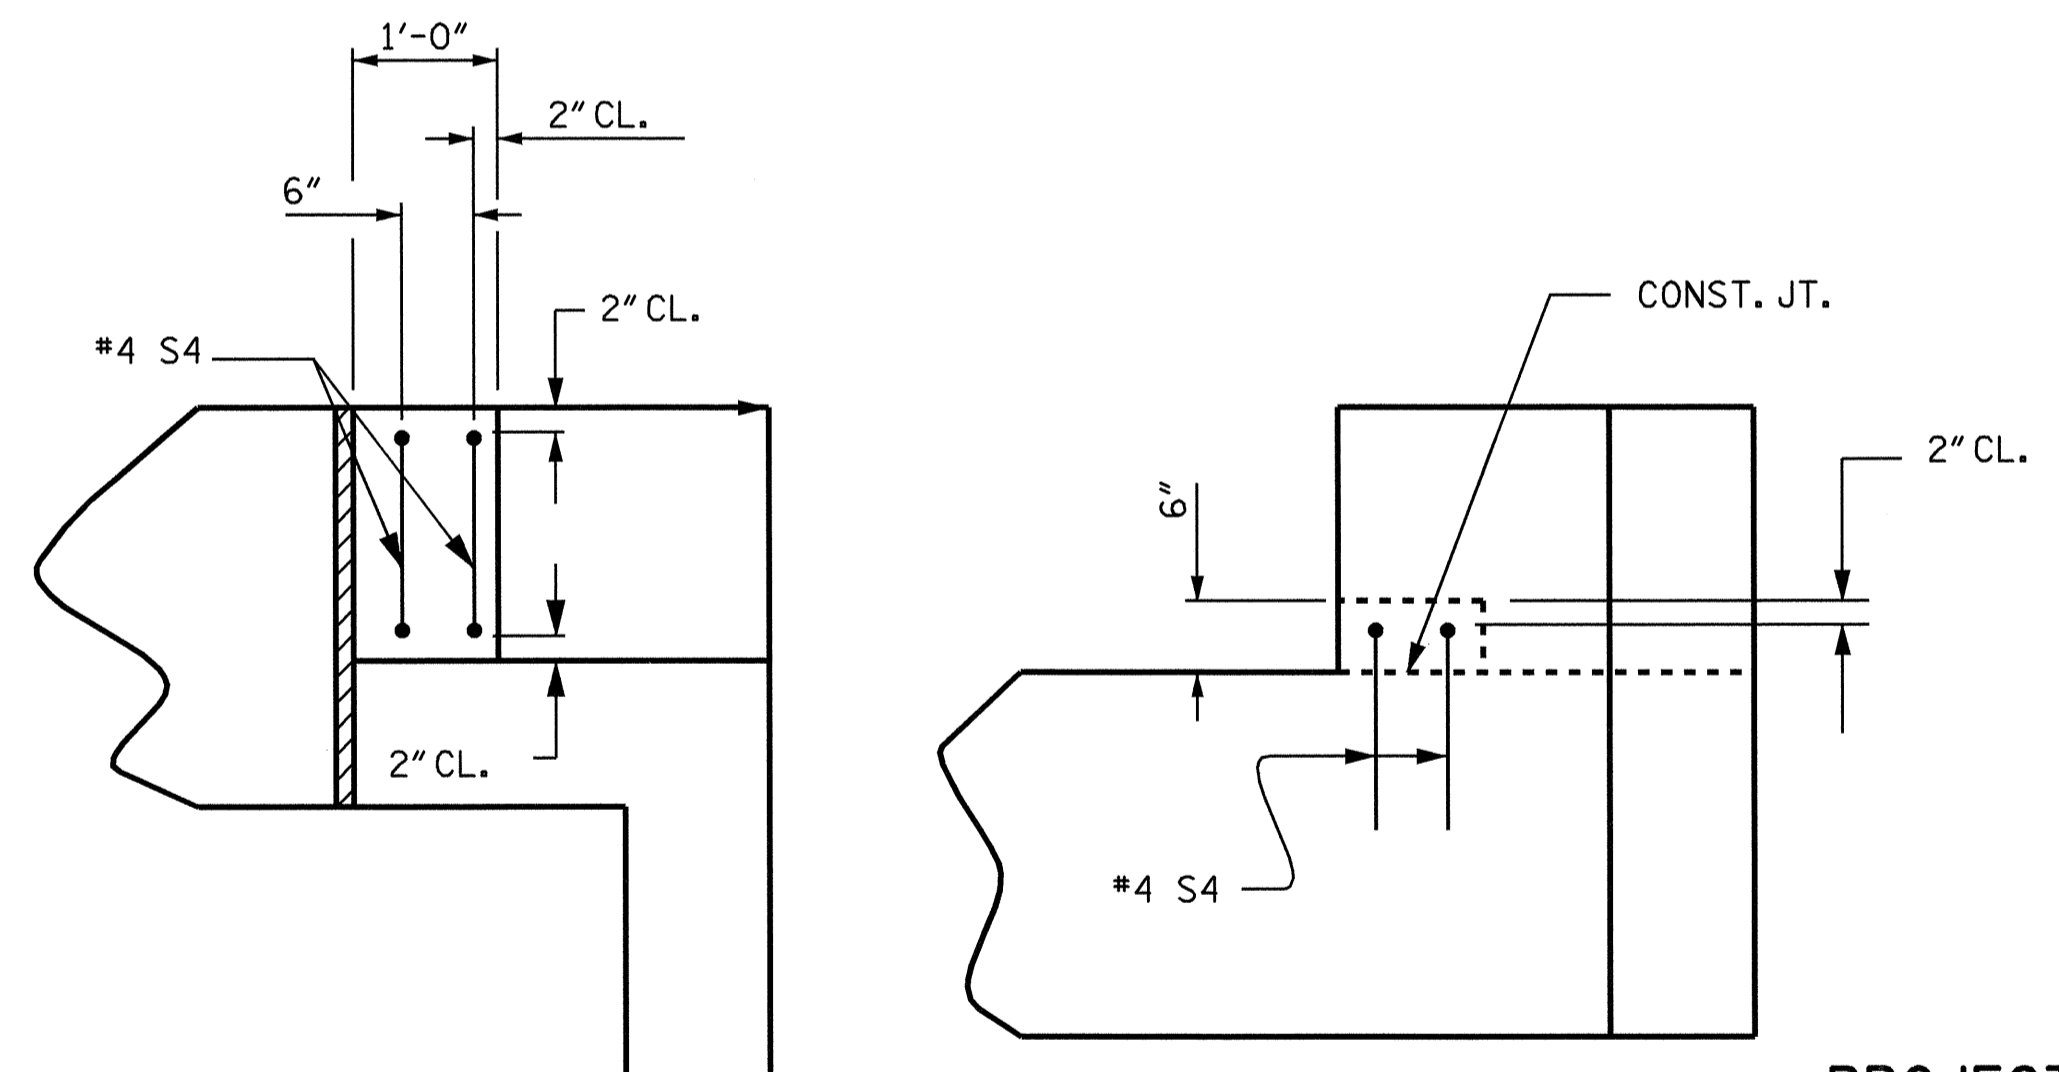 1'-0"
2" CL.
6"
2" CL.
#4 S4
2" CL.
CONST. JT.
2" CL.
6"
#4 S4